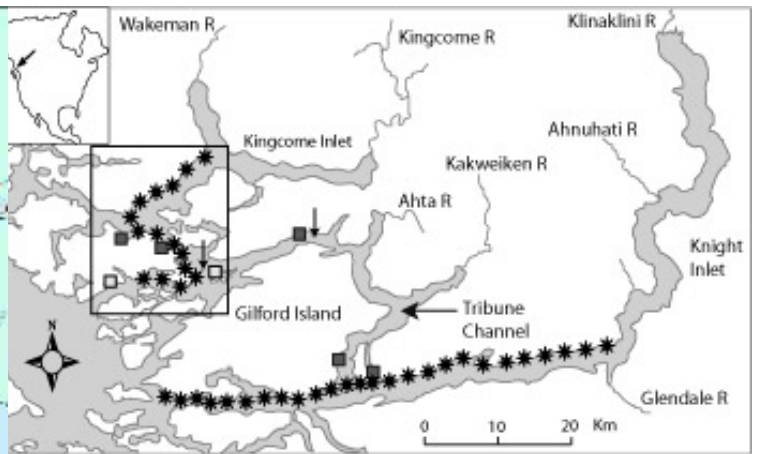 Wakeman R
Kingcome R
Klinaklini R
Kingcome Inlet
Ahnuhati R
Kakweiken R
Ahta R
Knight
Inlet
Gilford Island
Tribune
Channel
N
Glendale R
0 10 20 Km